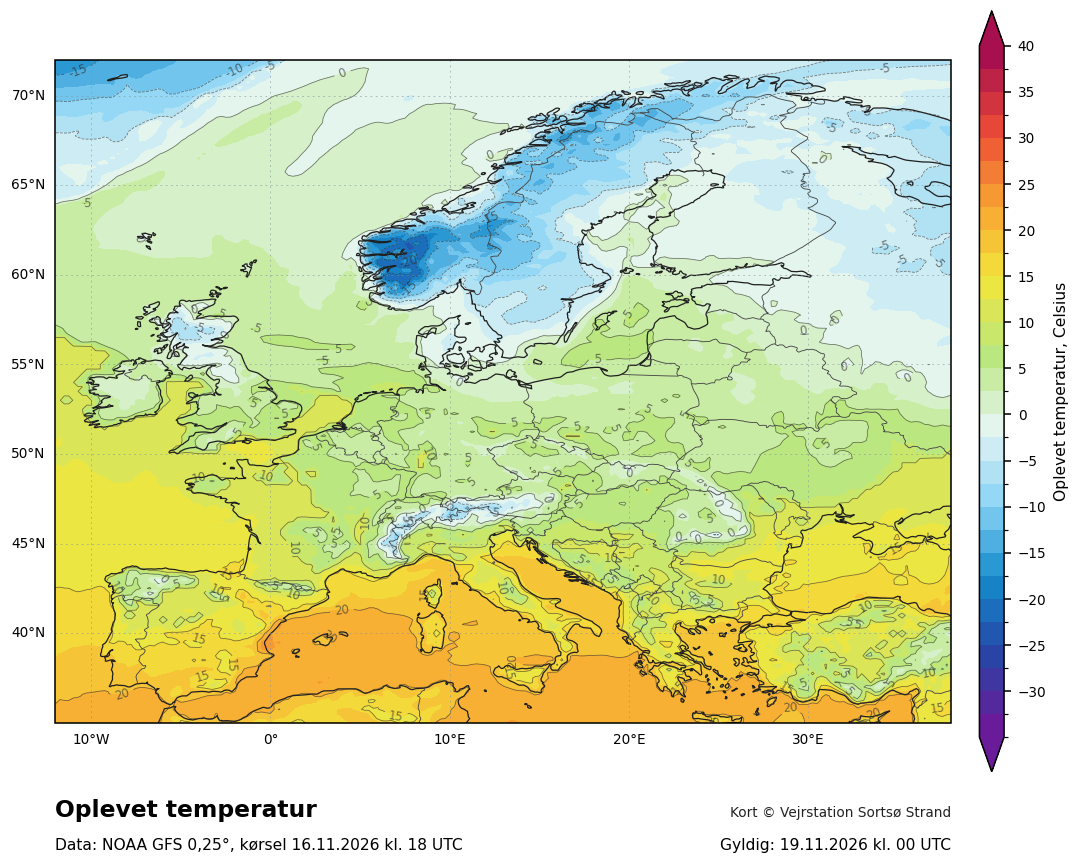 40
35
30
25
20
15
10
5
0
−5
−10
−15
−20
−25
−30
Oplevet temperatur, Celsius
70°N
65°N
60°N
55°N
50°N
45°N
40°N
10°W
0°
10°E
20°E
30°E
Oplevet temperatur
Kort © Vejrstation Sortsø Strand
Data: NOAA GFS 0,25°, kørsel 16.11.2026 kl. 18 UTC
Gyldig: 19.11.2026 kl. 00 UTC